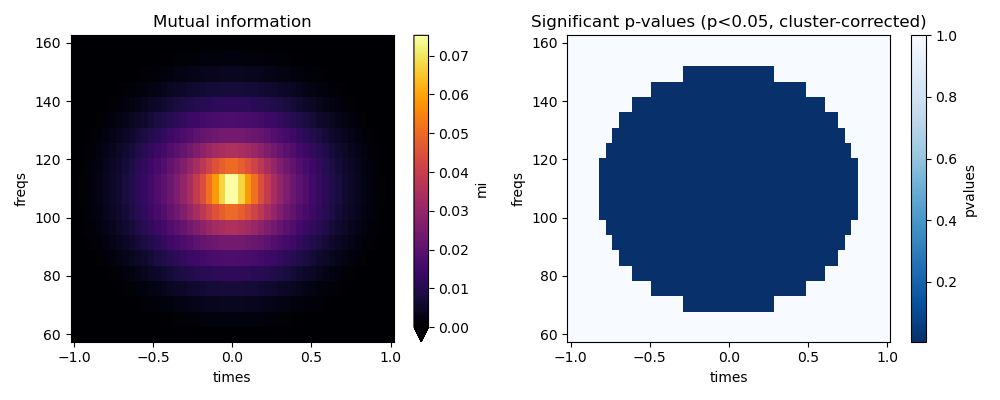 Mutual information
160
140
120
100
80
60
freqs
−1.0 −0.5 0.0 0.5 1.0
times
0.07
0.06
0.05
0.04
0.03
0.02
0.01
0.00
mi
Significant p-values (p<0.05, cluster-corrected)
160
140
120
100
80
60
freqs
−1.0 −0.5 0.0 0.5 1.0
times
1.0
0.8
0.6
0.4
0.2
pvalues